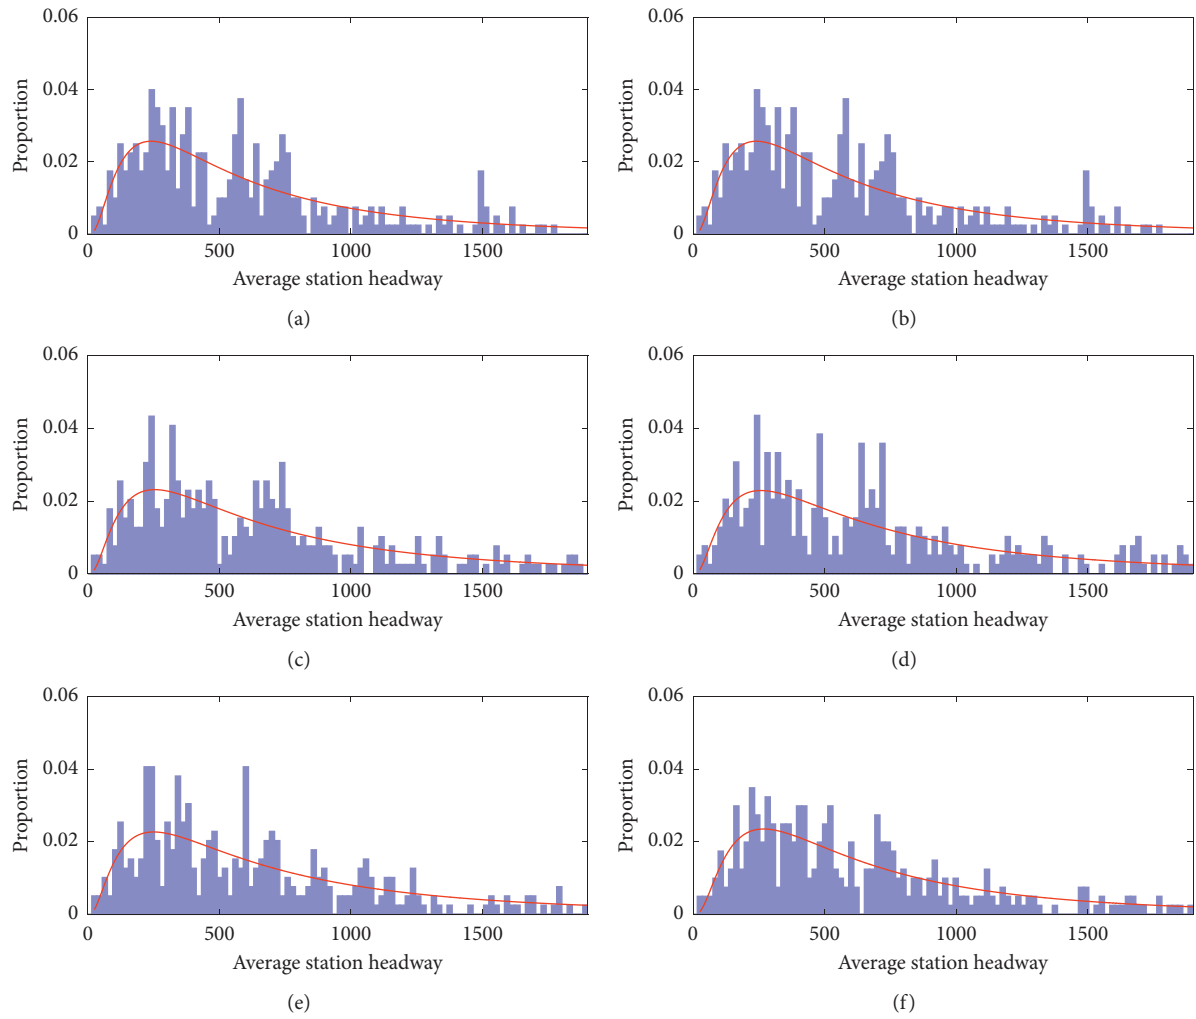 0.06 0.06
Proportion Proportion
0.04 0.04
0.02 0.02
0 0
0 500 1000 1500 0 500 1000 1500
Average station headway Average station headway
(a) (b)
0.06 0.06
Proportion Proportion
0.04 0.04
0.02 0.02
0 0
0 500 1000 1500 0 500 1000 1500
Average station headway Average station headway
(c) (d)
0.06 0.06
Proportion Proportion
0.04 0.04
0.02 0.02
0 0
0 500 1000 1500 0 500 1000 1500
Average station headway Average station headway
(e) (f)